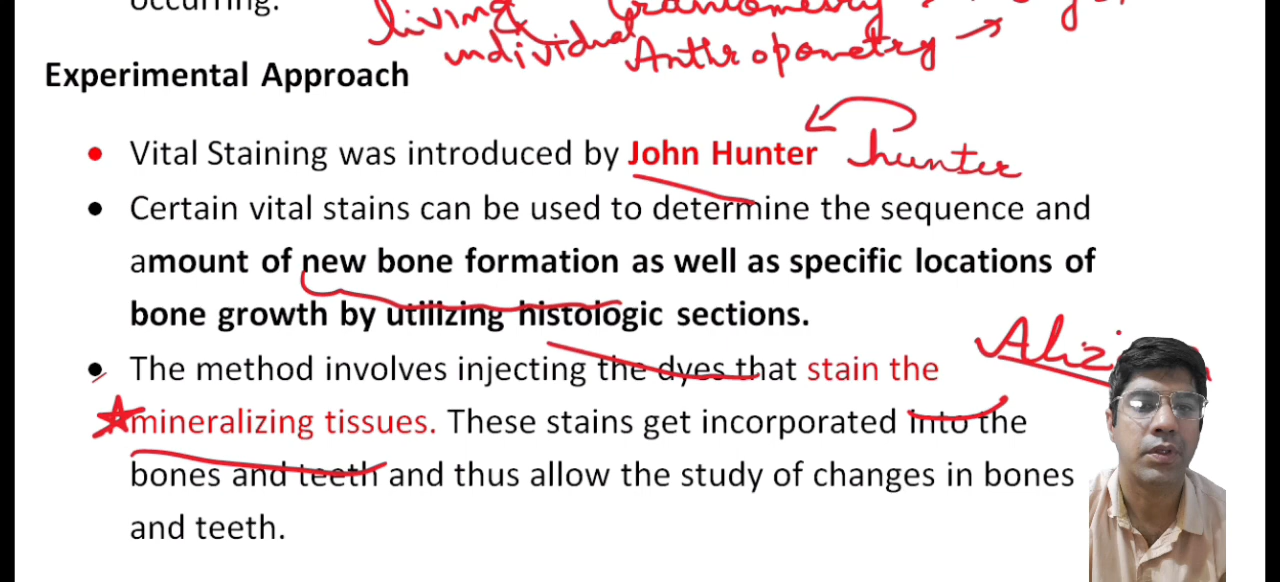 occurring.
living Craniometry
individual Anthropometry →
Experimental Approach
• Vital Staining was introduced by John Hunter hunter
• Certain vital stains can be used to determine the sequence and
amount of new bone formation as well as specific locations of
bone growth by utilizing histologic sections.
• The method involves injecting the dyes that stain the
mineralizing tissues. These stains get incorporated into the
bones and teeth and thus allow the study of changes in bones
and teeth.